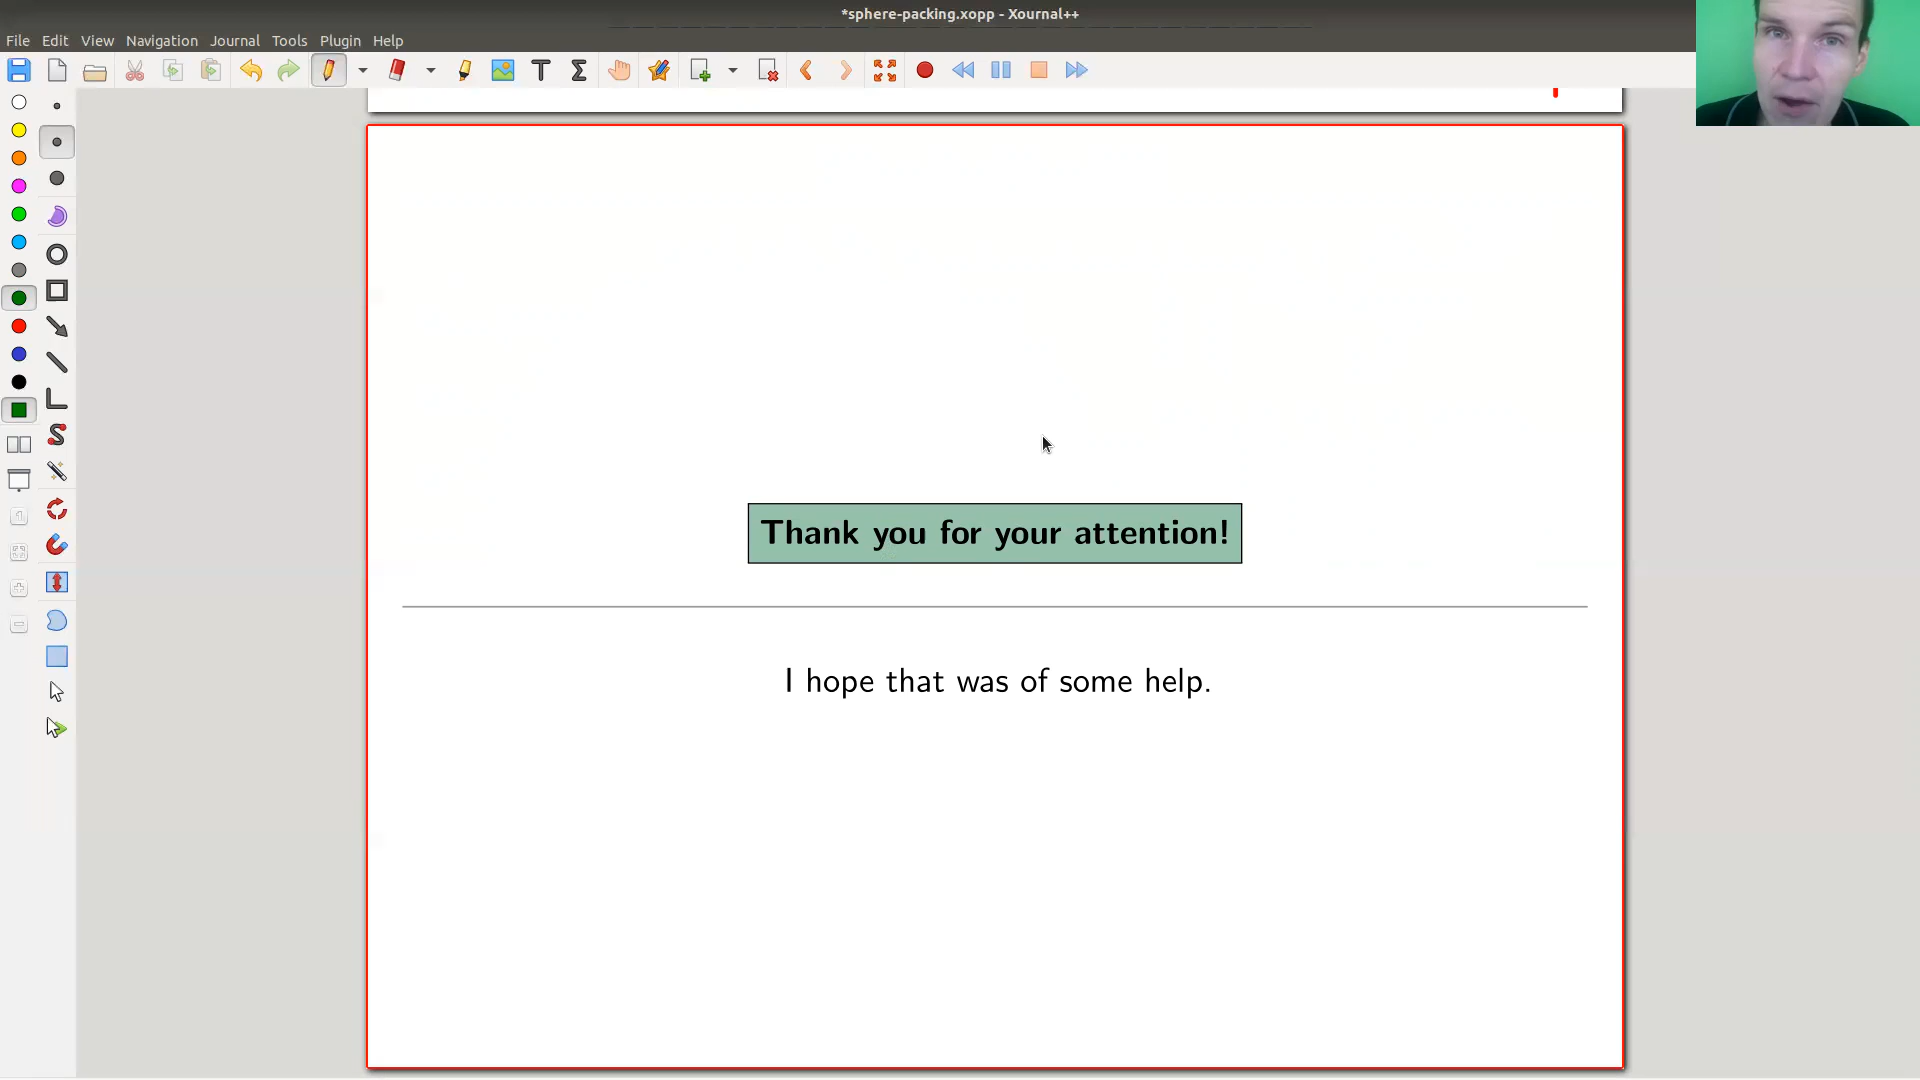 *sphere-packing.xopp - Xournal++
File Edit View Navigation Journal Tools Plugin Help
Thank you for your attention!
I hope that was of some help.